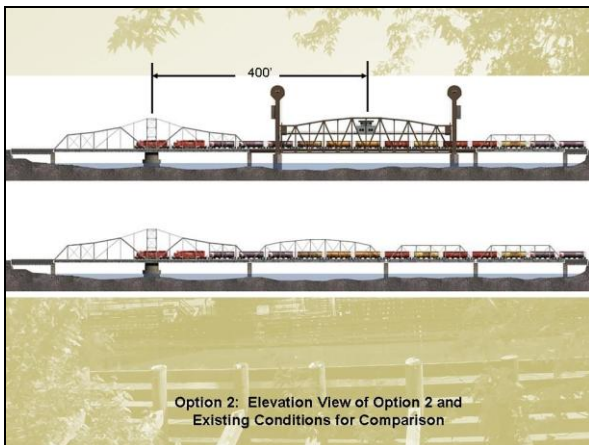 400'
Option 2:  Elevation View of Option 2 and
Existing Conditions for Comparison